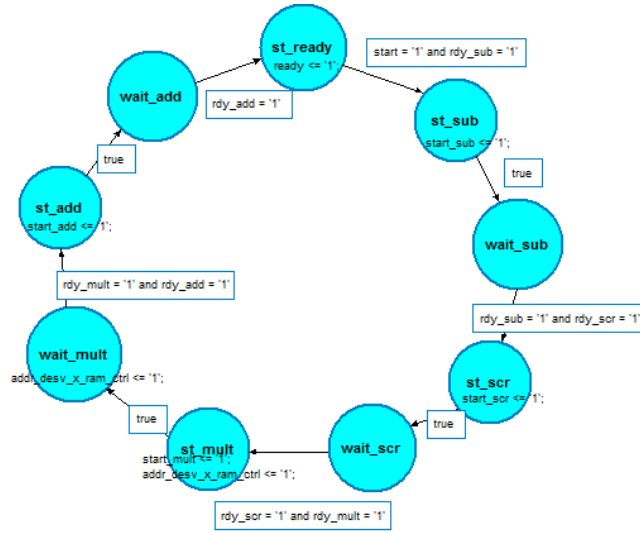 st_ready
ready <= '1';
start = '1' and rdy_sub = '1'
wait_add
rdy_add = '1'
st_sub
start_sub <= '1';
true
true
st_add
start_add <= '1';
wait_sub
rdy_mult = '1' and rdy_add = '1'
rdy_sub = '1' and rdy_scr = '1'
wait_mult
addr_desv_x_ram_ctrl <= '1';
st_scr
start_scr <= '1';
true
true
st_mult
wait_scr
start_mult <= '1';
addr_desv_x_ram_ctrl <= '1';
rdy_scr = '1' and rdy_mult = '1'